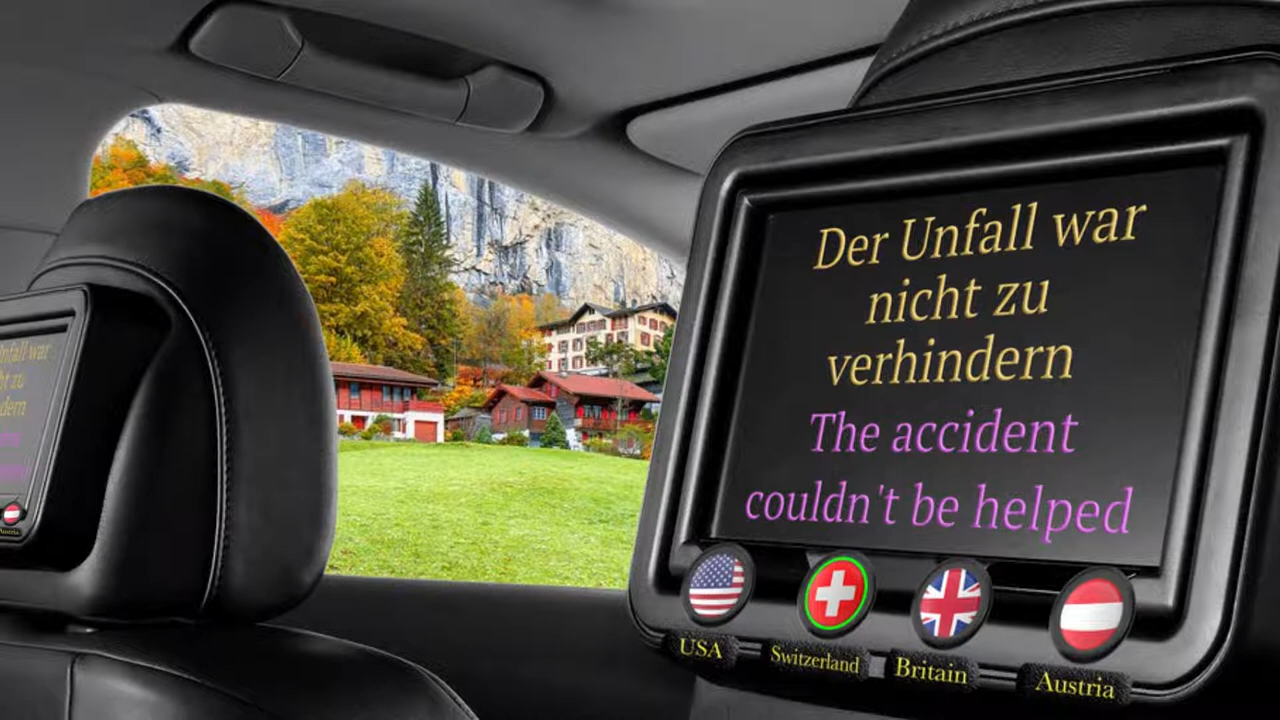 Der Unfall war
nicht zu
verhindern
The accident
couldn't be helped
USA
Switzerland
Britain
Austria